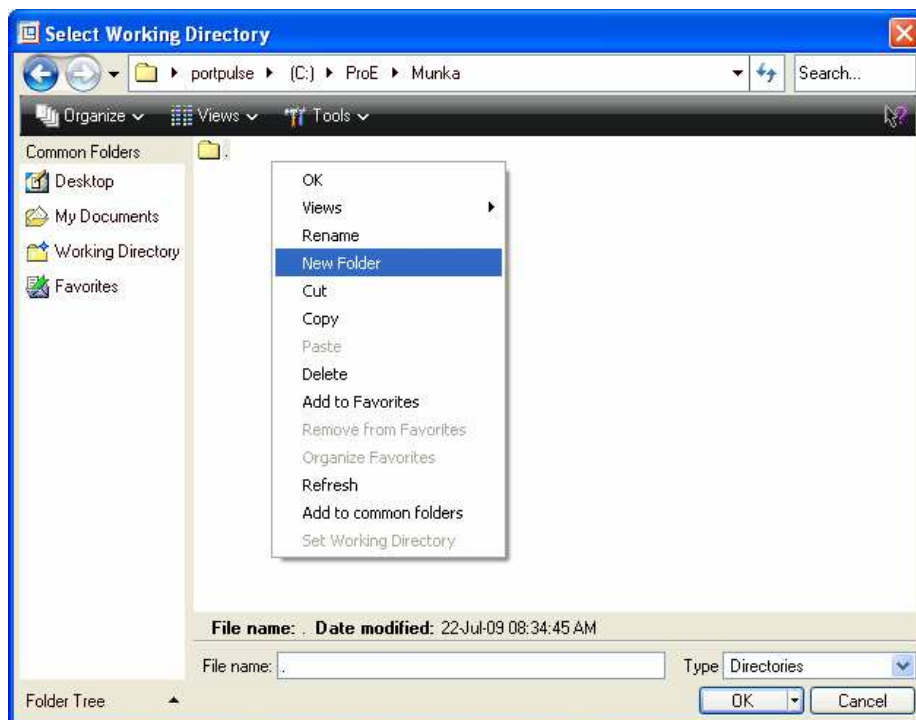 Select Working Directory
portpulse (C:) ProE Munka Search...
Organize Views Tools
Common Folders
Desktop
My Documents
Working Directory
Favorites
.
OK
Views
Rename
New Folder
Cut
Copy
Paste
Delete
Add to Favorites
Remove from Favorites
Organize Favorites
Refresh
Add to common folders
Set Working Directory
File name: . Date modified: 22-Jul-09 08:34:45 AM
File name: . Type Directories
Folder Tree OK Cancel